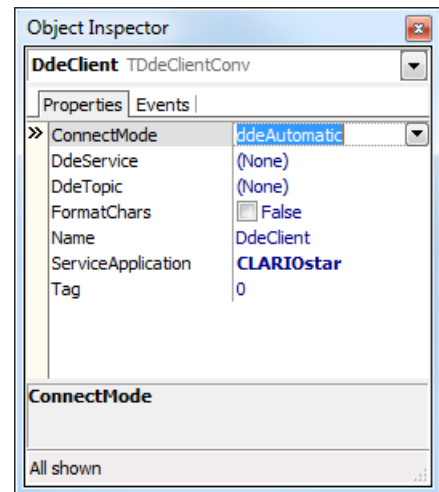 Object Inspector
DdeClient TDdeClientConv
Properties Events
ConnectMode ddeAutomatic
DdeService (None)
DdeTopic (None)
FormatChars False
Name DdeClient
ServiceApplication CLARIOstar
Tag 0
ConnectMode
All shown